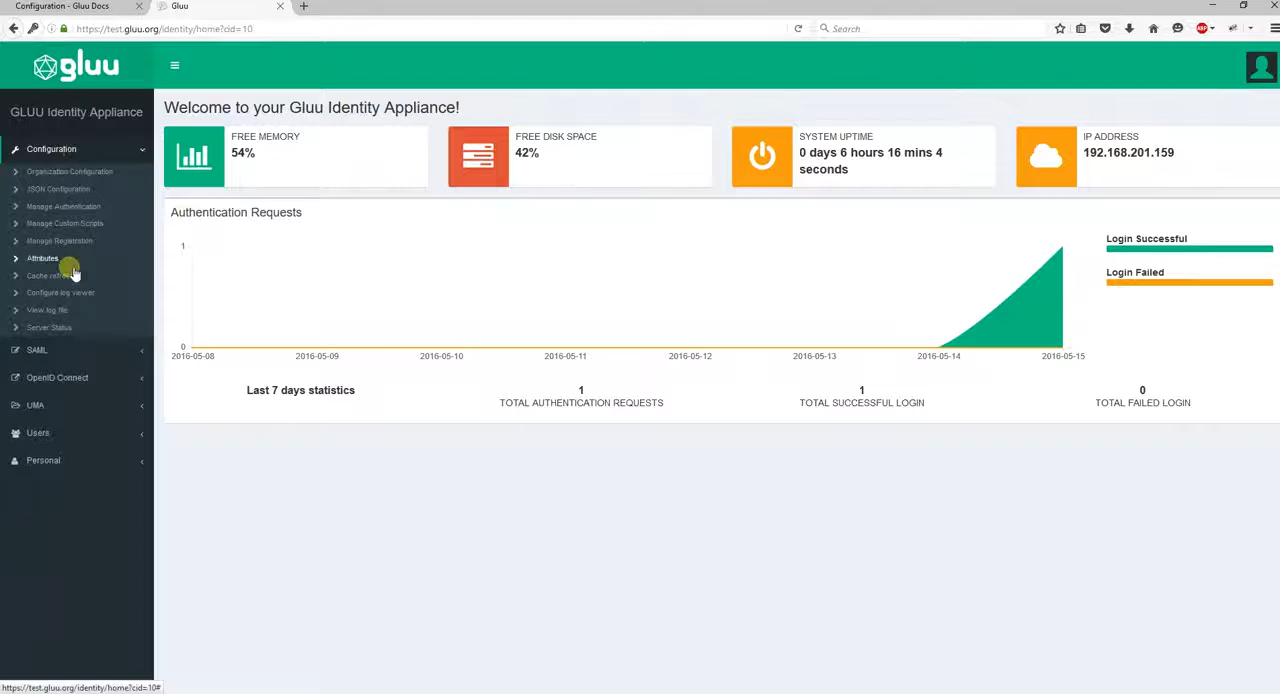 Configuration - Gluu Docs
Gluu
https://test.gluu.org/identity/home?cid=10
Search
ABP
gluu
GLUU Identity Appliance
Configuration
Organization Configuration
JSON Configuration
Manage Authentication
Manage Custom Scripts
Manage Registration
Attributes
Cache refre
Configure log viewer
View log file
Server Status
SAML
OpenID Connect
UMA
Users
Personal
Welcome to your Gluu Identity Appliance!
FREE MEMORY
54%
FREE DISK SPACE
42%
SYSTEM UPTIME
0 days 6 hours 16 mins 4
seconds
IP ADDRESS
192.168.201.159
Authentication Requests
1
0
2016-05-08 2016-05-09 2016-05-10 2016-05-11 2016-05-12 2016-05-13 2016-05-14 2016-05-15
Login Successful
Login Failed
Last 7 days statistics
1
TOTAL AUTHENTICATION REQUESTS
1
TOTAL SUCCESSFUL LOGIN
0
TOTAL FAILED LOGIN
https://test.gluu.org/identity/home?cid=10#